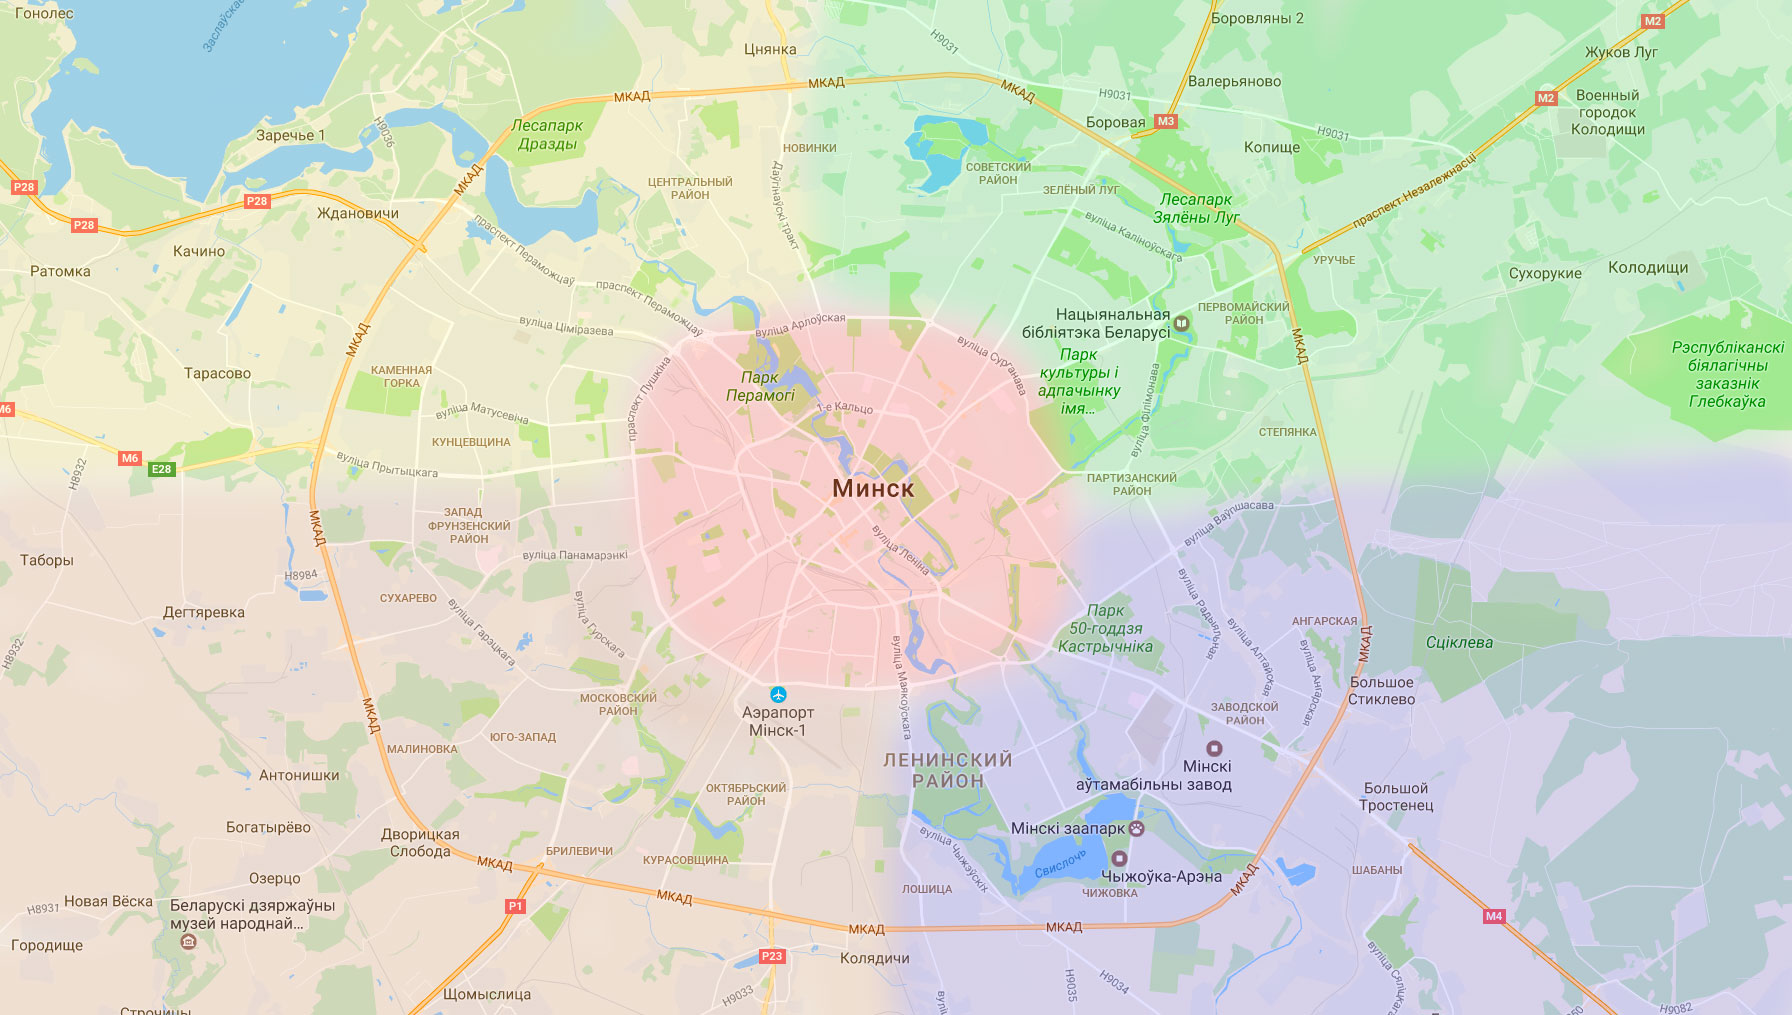 Гонолес
Заслаўскае
Боровляны 2
M2
Цнянка
H9031
Жуков Луг
МКАД
МКАД
МКАД
Валерьяново
H9031
M2
Военный
городок
Колодищи
Заречье 1
H9036
Лесапарк
Дразды
Боровая
M3
H9031
Копище
НОВИНКИ
СОВЕТСКИЙ
РАЙОН
ЗЕЛЁНЫЙ ЛУГ
P28
МКАД
ЦЕНТРАЛЬНЫЙ
РАЙОН
Даўгінаўскі тракт
Лесапарк
Зялёны Луг
праспект Незалежнасці
P28
P28
Ждановичи
праспект Пераможцаў
вуліца Каліноўскага
Качино
Ратомка
УРУЧЬЕ
Сухорукие
Колодищи
праспект Пераможцаў
вуліца Ціміразева
вуліца Арлоўская
Нацыянальная
бібліятэка Беларусі
ПЕРВОМАЙСКИЙ
РАЙОН
МКАД
вуліца Сурганава
МКАД
Парк
культуры і
адпачынку
імя...
Рэспубліканскі
біялагічны
заказнік
Глебкаўка
Тарасово
КАМЕННАЯ
ГОРКА
праспект Пушкіна
Парк
Перамогі
1-е Кальцо
вуліца Філімонава
M6
вуліца Матусевіча
КУНЦЕВЩИНА
СТЕПЯНКА
M6
E28
H8932
вуліца Прытыцкага
Минск
ПАРТИЗАНСКИЙ
РАЙОН
вуліца Ваўпшасава
МКАД
ЗАПАД
ФРУНЗЕНСКИЙ
РАЙОН
вуліца Панамарэнкі
вуліца Леніна
Таборы
H8984
СУХАРЕВО
вуліца Гарэцкага
вуліца Гурскага
вуліца Радыяльная
вуліца Алтайская
вуліца Ангарская
АНГАРСКАЯ
МКАД
Дегтяревка
H8932
Парк
50-годдзя
Кастрычніка
Сціклева
вуліца Маякоўскага
Большое
Стиклево
МКАД
МОСКОВСКИЙ
РАЙОН
Аэрапорт
Мінск-1
ЗАВОДСКОЙ
РАЙОН
МАЛИНОВКА
ЮГО-ЗАПАД
ЛЕНИНСКИЙ
РАЙОН
Мінскі
аўтамабільны завод
Антонишки
ОКТЯБРЬСКИЙ
РАЙОН
Большой
Тростенец
Богатырёво
Дворицкая
Слобода
Мінскі заапарк
МКАД
БРИЛЕВИЧИ
КУРАСОВЩИНА
вуліца Чыжэўскіх
Свислочь
Чыжоўка-Арэна
ЧИЖОВКА
МКАД
ШАБАНЫ
Озерцо
ЛОШИЦА
H8931
Новая Вёска
Беларускі дзяржаўны
музей народнай...
P1
МКАД
МКАД
МКАД
M4
Городище
P23
Колядичи
H9033
H9035
H9034
Щомыслица
Строчицы
H9082